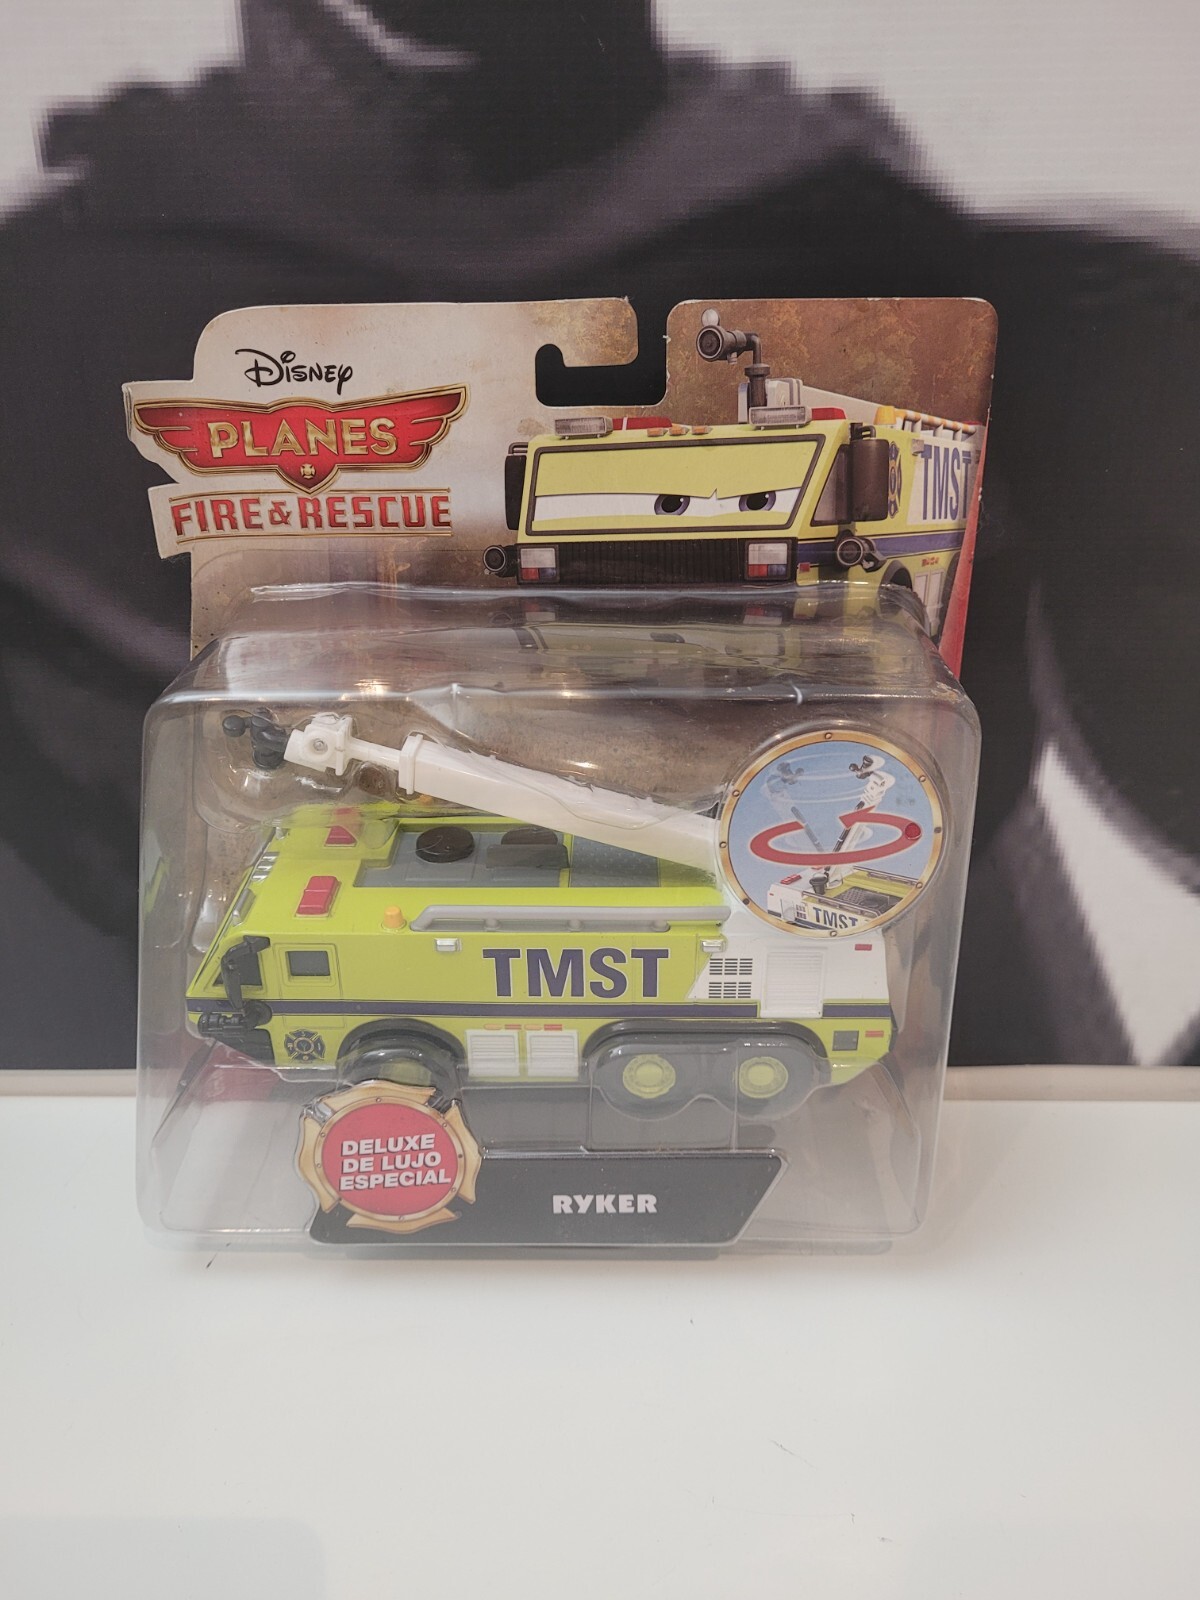 Disney
PLANES
FIRE & RESCUE
TMST
TMST
TMST
DELUXE
DE LUJO
ESPECIAL
RYKER